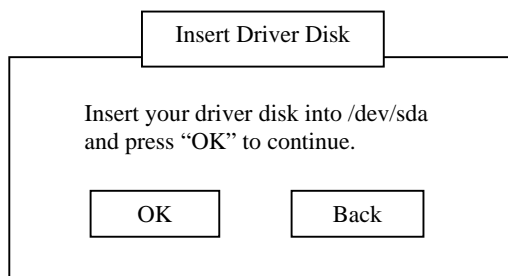 Insert Driver Disk
Insert your driver disk into /dev/sda
and press “OK” to continue.
OK
Back